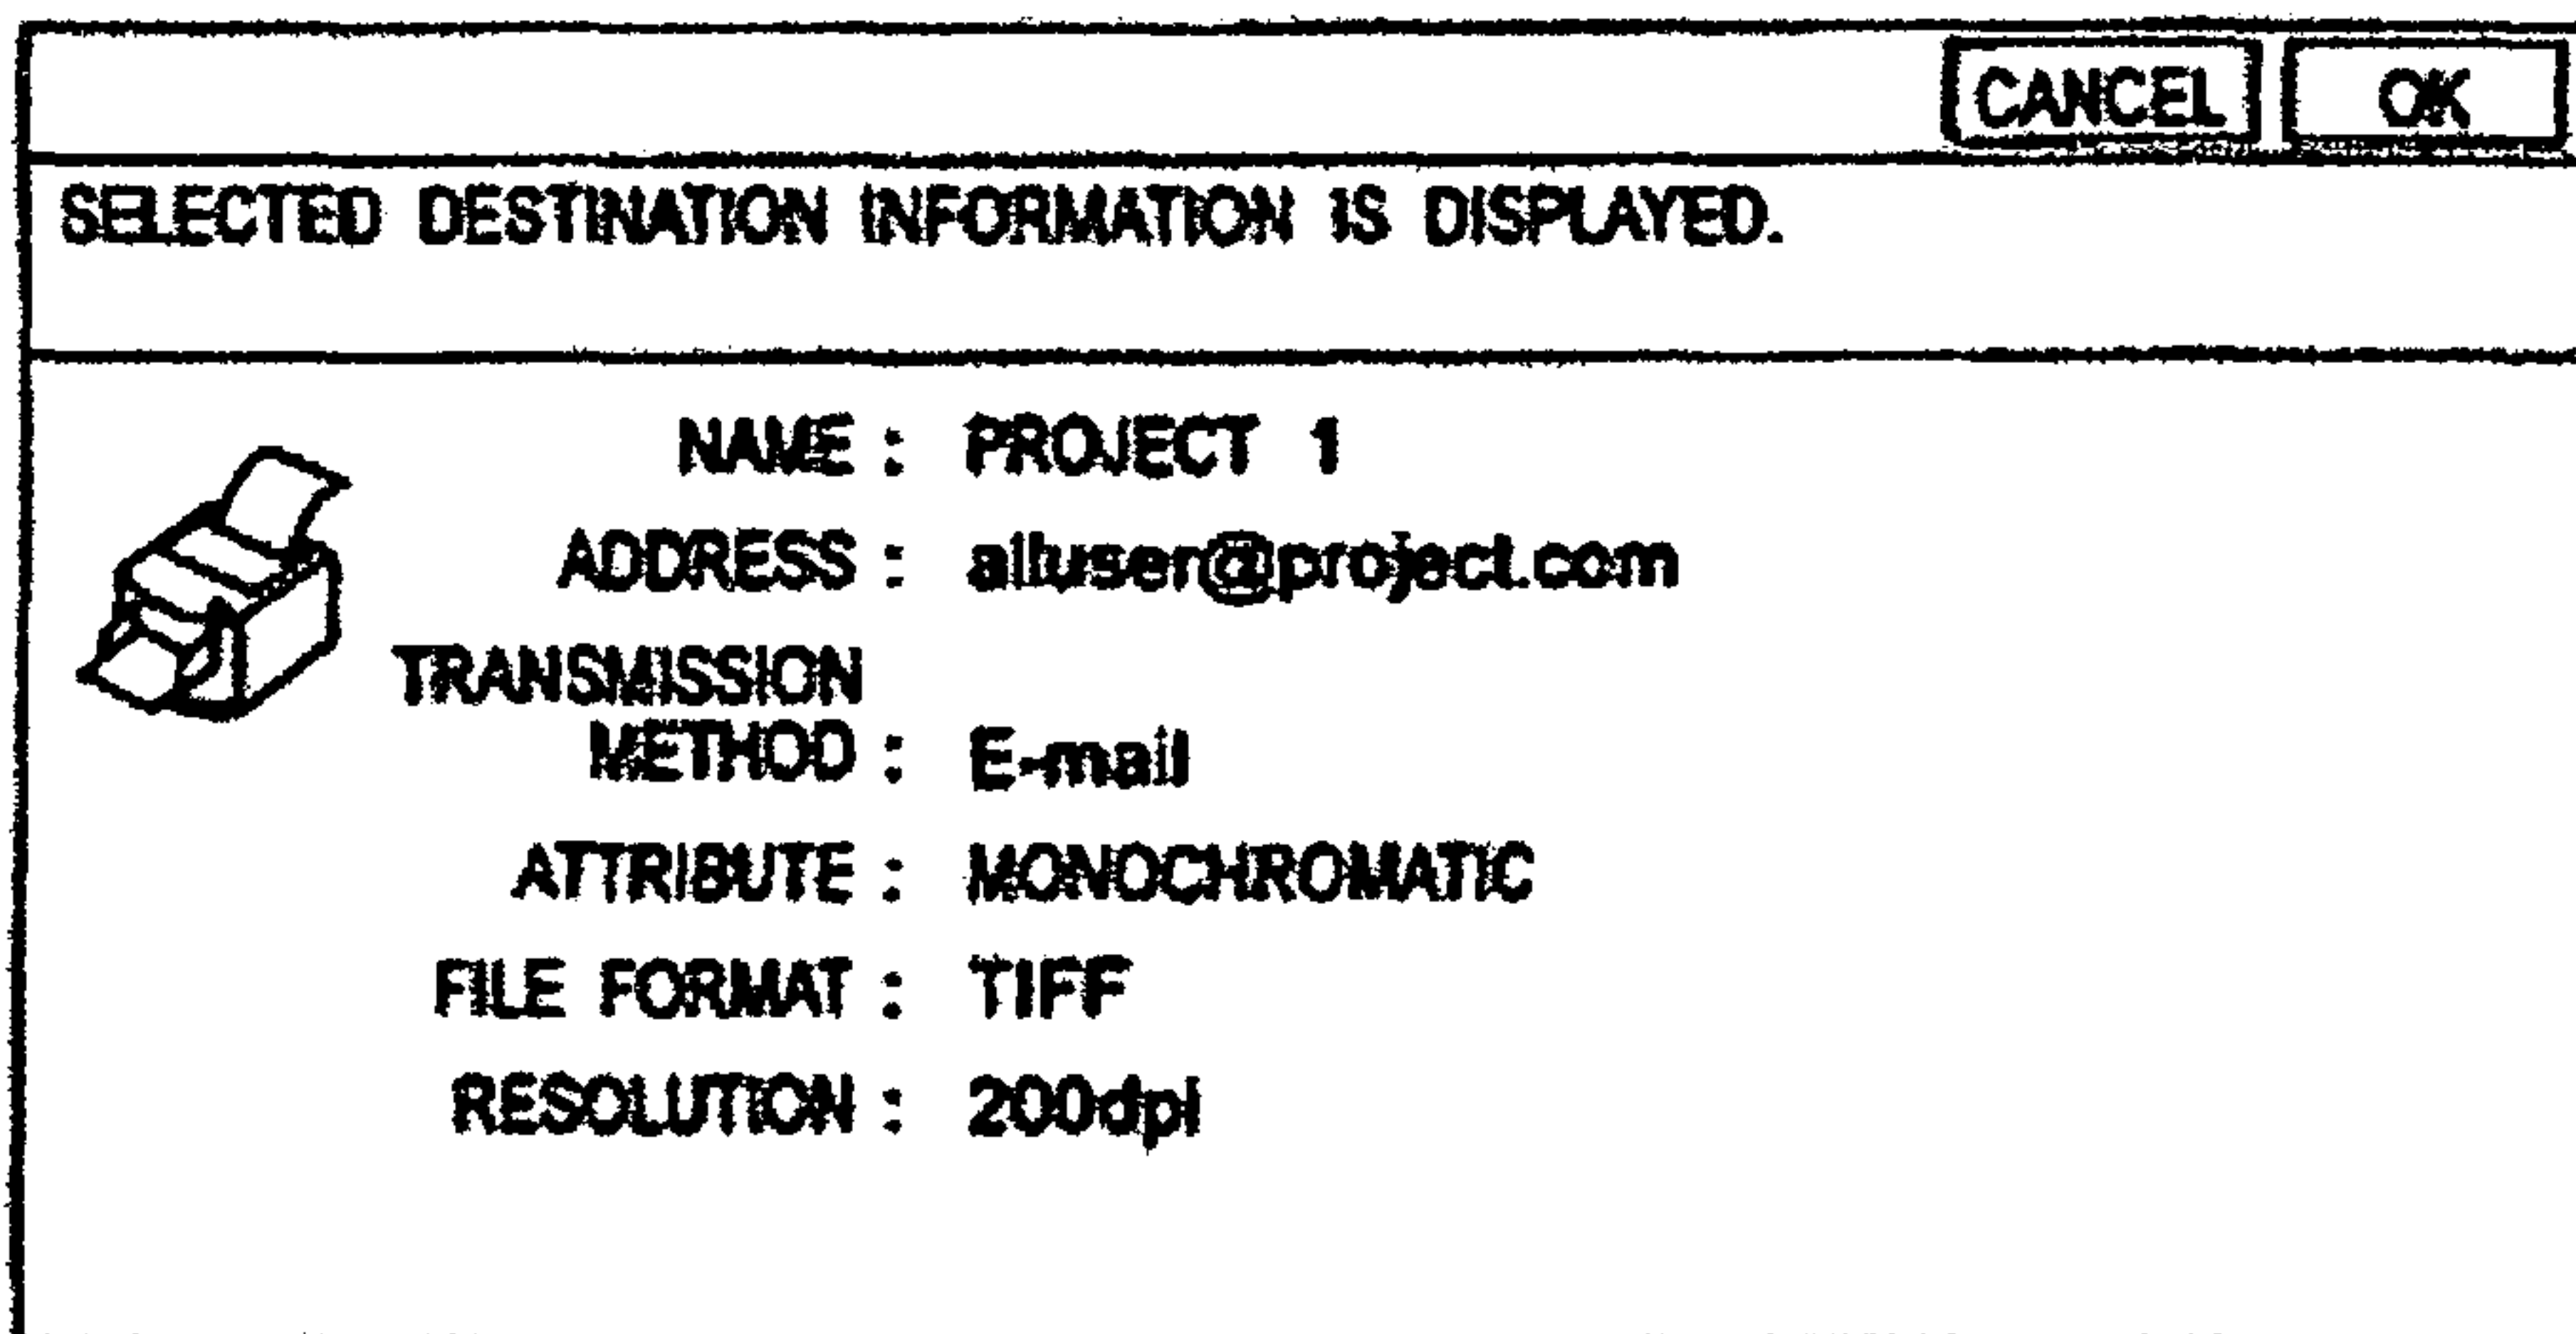 CANCEL OK
SELECTED DESTINATION INFORMATION IS DISPLAYED.
NAME : PROJECT 1
ADDRESS : alluser@project.com
TRANSMISSION
METHOD : E-mail
ATTRIBUTE : MONOCHROMATIC
FILE FORMAT : TIFF
RESOLUTION : 200dpi